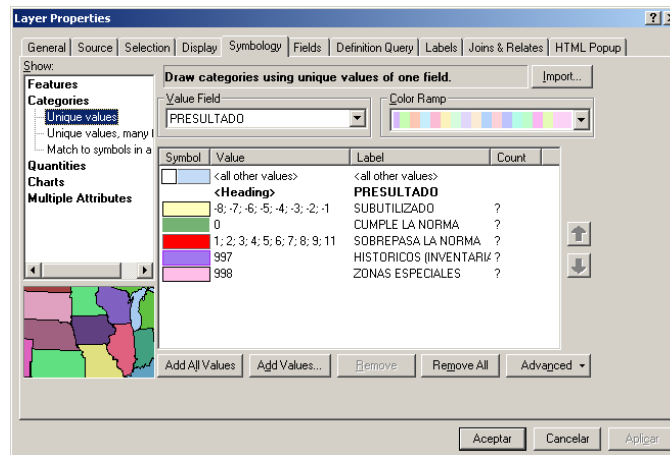 Layer Properties
General Source Selection Display Symbology Fields Definition Query Labels Joins & Relates HTML Popup
Show:
Features
Categories
Unique values
Unique values, many
Match to symbols in a
Quantities
Charts
Multiple Attributes
Draw categories using unique values of one field.
Import...
Value Field
PRESULTADO
Color Ramp
Symbol Value Label Count
<all other values> <all other values>
<Heading> PRESULTADO
-8; -7; -6; -5; -4; -3; -2; -1 SUBUTILIZADO ?
0 CUMPLE LA NORMA ?
1; 2; 3; 4; 5; 6; 7; 8; 9; 11 SOBREPASA LA NORMA ?
997 HISTORICOS (INVENTARIA ?
998 ZONAS ESPECIALES ?
Add All Values Add Values... Remove Remove All Advanced
Aceptar Cancelar Aplicar